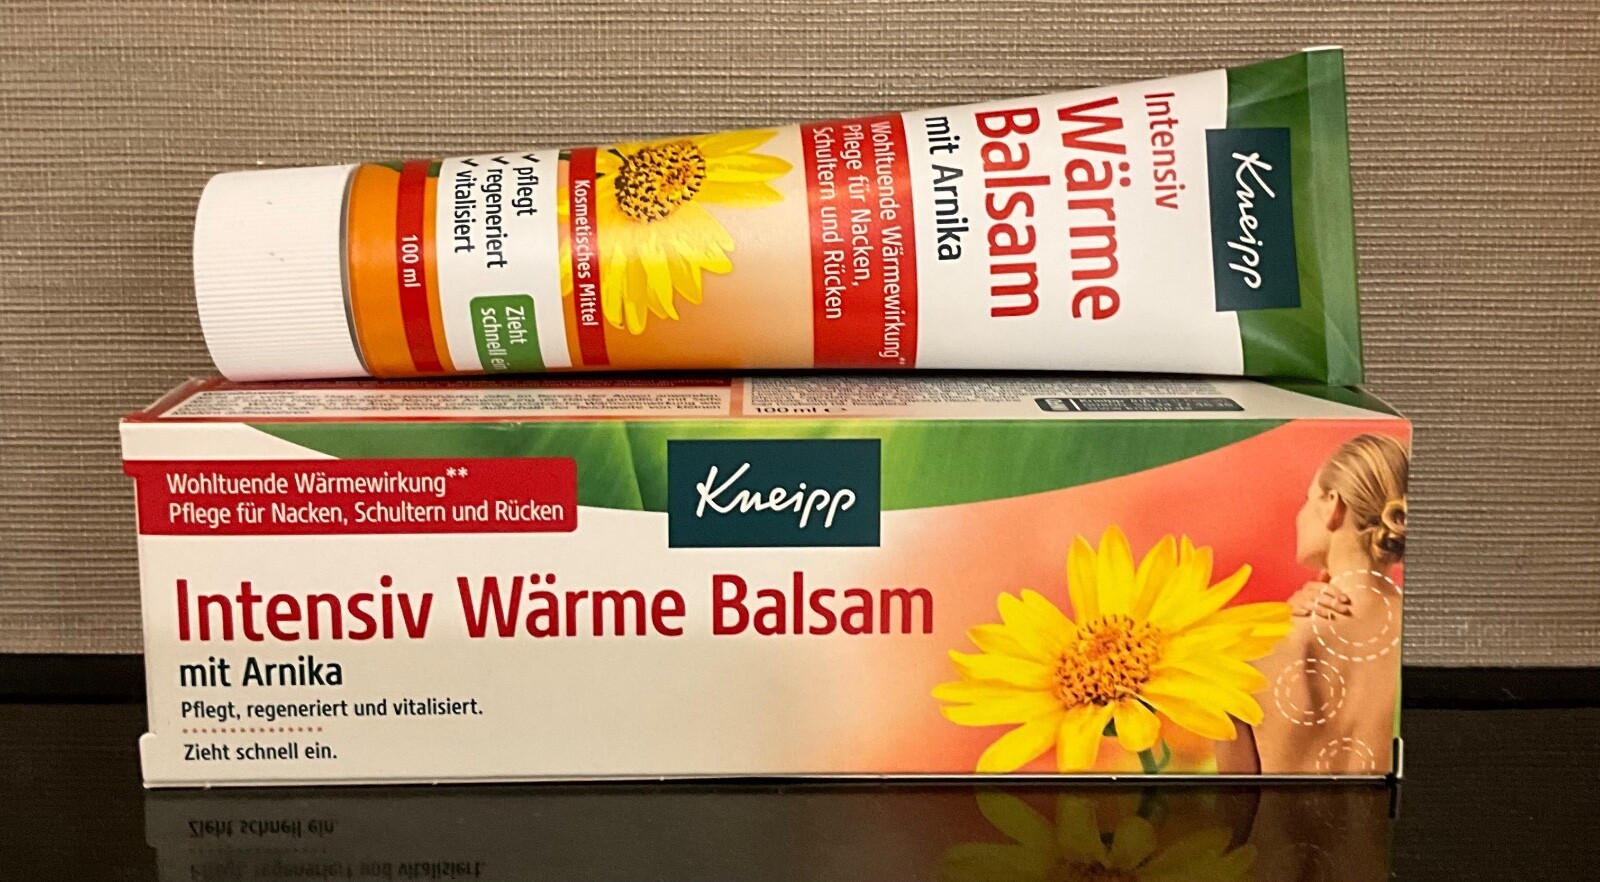 Kneipp
Intensiv
Wärme
Balsam
mit Arnika
Wohltuende Wärmewirkung**
Pflege für Nacken,
Schultern und Rücken
Kosmetisches Mittel
✓ pflegt
✓ regeneriert
✓ vitalisiert
Zieht
schnell ein
100 ml
100 ml
Kneipp
Wohltuende Wärmewirkung**
Pflege für Nacken, Schultern und Rücken
Intensiv Wärme Balsam
mit Arnika
Pflegt, regeneriert und vitalisiert.
Zieht schnell ein.